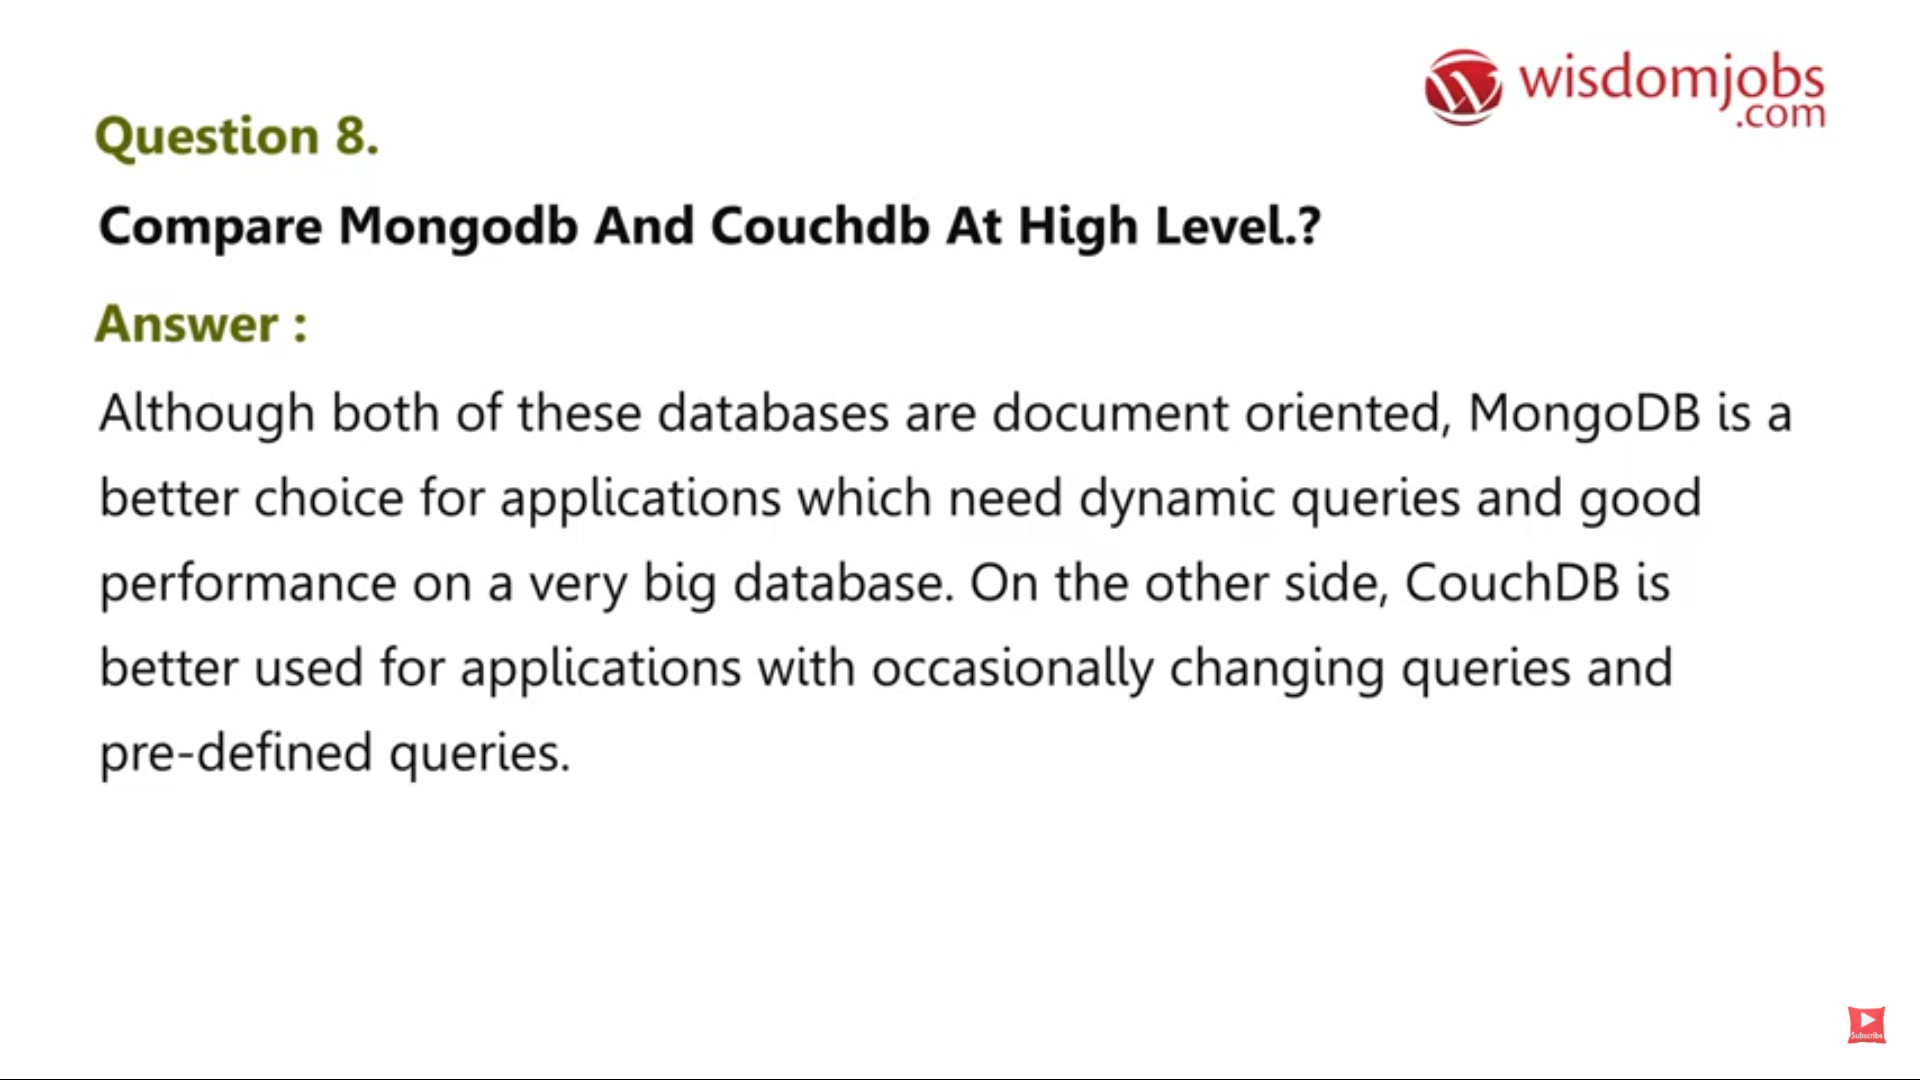 wisdomjobs
.com
Question 8.
Compare Mongodb And Couchdb At High Level.?
Answer :
Although both of these databases are document oriented, MongoDB is a
better choice for applications which need dynamic queries and good
performance on a very big database. On the other side, CouchDB is
better used for applications with occasionally changing queries and
pre-defined queries.
Subscribe